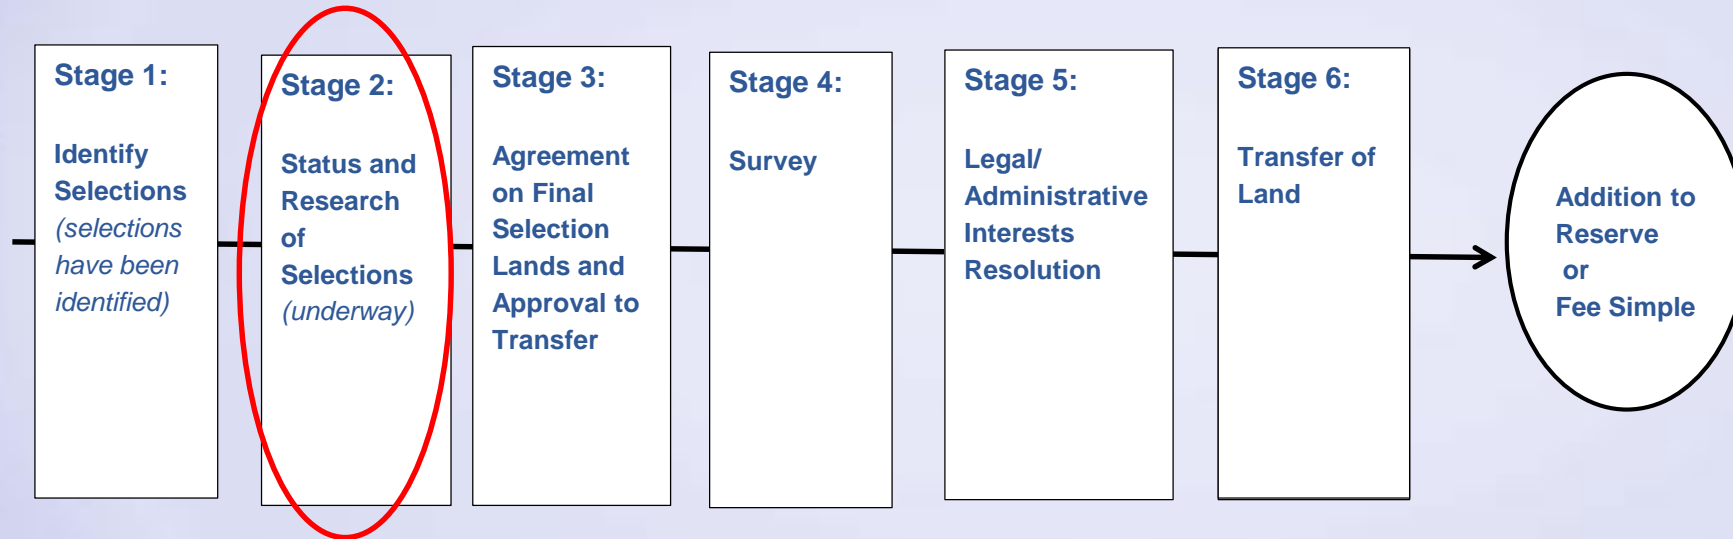 Stage 1:
Identify
Selections
(selections
have been
identified)
Stage 2:
Status and
Research
of
Selections
(underway)
Stage 3:
Agreement
on Final
Selection
Lands and
Approval to
Transfer
Stage 4:
Survey
Stage 5:
Legal/
Administrative
Interests
Resolution
Stage 6:
Transfer of
Land
Addition to
Reserve
or
Fee Simple